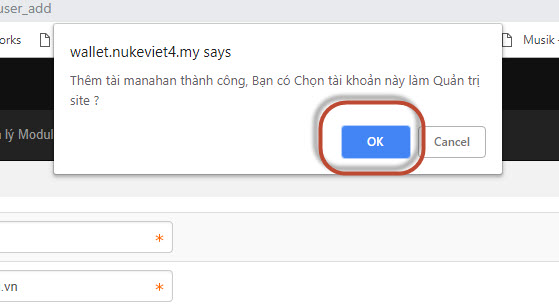 user_add
orks
Musik -
wallet.nukeviet4.my says
Thêm tài manahan thành công, Bạn có Chọn tài khoản này làm Quản trị
site ?
OK Cancel
lý Modul
*
.vn *